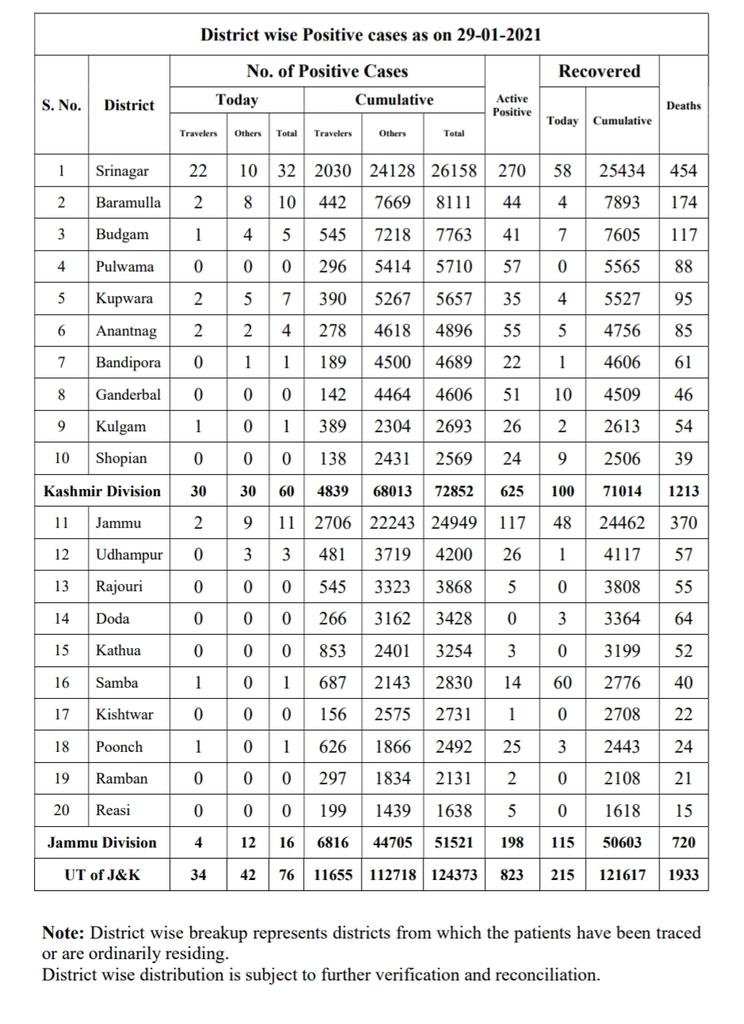 District wise Positive cases as on 29-01-2021
No. of Positive Cases Recovered
S. No. District Today Cumulative Active Positive Deaths
Today Cumulative
Travelers Others Total Travelers Others Total
1 Srinagar 22 10 32 2030 24128 26158 270 58 25434 454
2 Baramulla 2 8 10 442 7669 8111 44 4 7893 174
3 Budgam 1 4 5 545 7218 7763 41 7 7605 117
4 Pulwama 0 0 0 296 5414 5710 57 0 5565 88
5 Kupwara 2 5 7 390 5267 5657 35 4 5527 95
6 Anantnag 2 2 4 278 4618 4896 55 5 4756 85
7 Bandipora 0 1 1 189 4500 4689 22 1 4606 61
8 Ganderbal 0 0 0 142 4464 4606 51 10 4509 46
9 Kulgam 1 0 1 389 2304 2693 26 2 2613 54
10 Shopian 0 0 0 138 2431 2569 24 9 2506 39
Kashmir Division 30 30 60 4839 68013 72852 625 100 71014 1213
11 Jammu 2 9 11 2706 22243 24949 117 48 24462 370
12 Udhampur 0 3 3 481 3719 4200 26 1 4117 57
13 Rajouri 0 0 0 545 3323 3868 5 0 3808 55
14 Doda 0 0 0 266 3162 3428 0 3 3364 64
15 Kathua 0 0 0 853 2401 3254 3 0 3199 52
16 Samba 1 0 1 687 2143 2830 14 60 2776 40
17 Kishtwar 0 0 0 156 2575 2731 1 0 2708 22
18 Poonch 1 0 1 626 1866 2492 25 3 2443 24
19 Ramban 0 0 0 297 1834 2131 2 0 2108 21
20 Reasi 0 0 0 199 1439 1638 5 0 1618 15
Jammu Division 4 12 16 6816 44705 51521 198 115 50603 720
UT of J&K 34 42 76 11655 112718 124373 823 215 121617 1933
Note: District wise breakup represents districts from which the patients have been traced
or are ordinarily residing.
District wise distribution is subject to further verification and reconciliation.